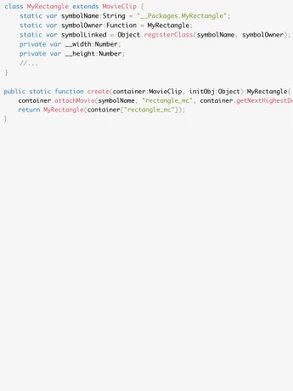 class MyRectangle extends MovieClip {
static var symbolName:String = "__Packages.MyRectangle";
static var symbolOwner:Function = MyRectangle;
static var symbolLinked = Object.registerClass(symbolName, symbolOwner);
private var __width:Number;
private var __height:Number;
//...
}
public static function create(container:MovieClip, initObj:Object):MyRectangle{
container.attachMovie(symbolName, "rectangle_mc", container.getNextHighestDe
return MyRectangle(container["rectangle_mc"]);
}